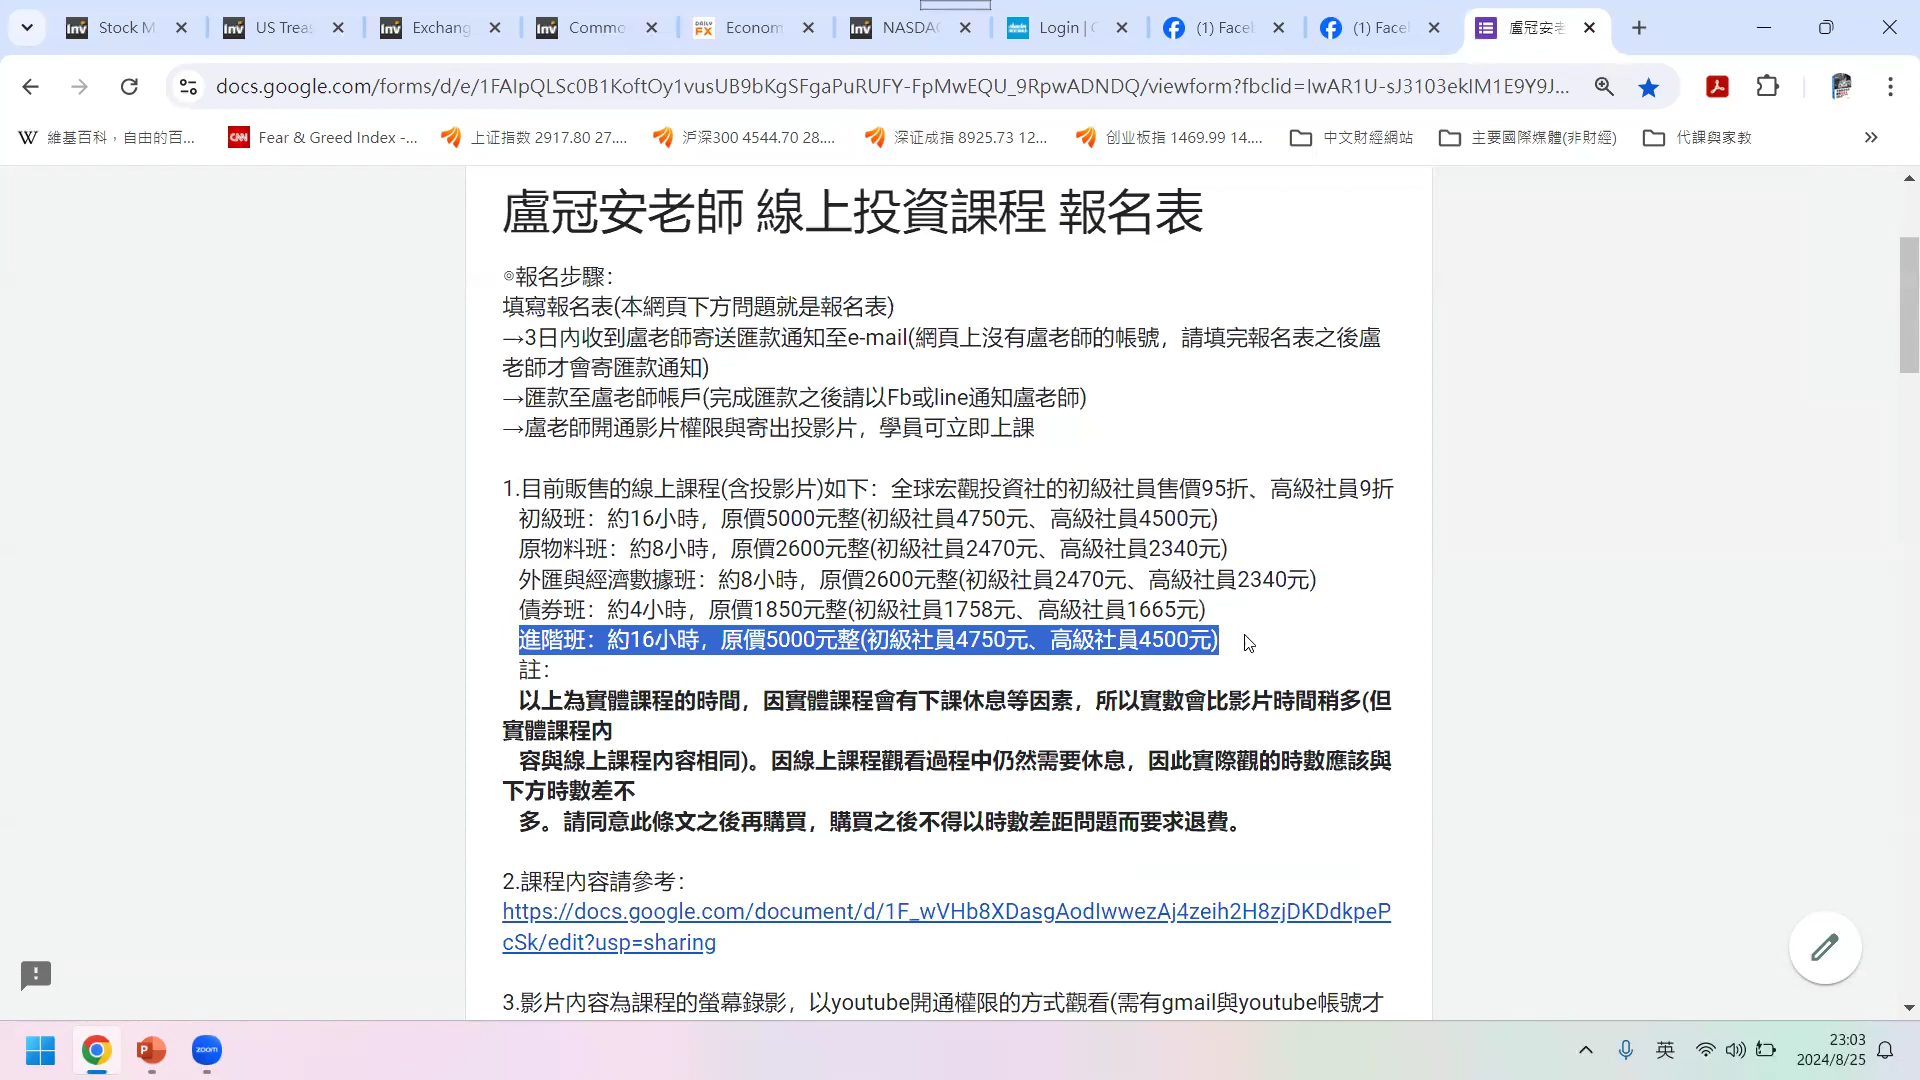 Stock M
US Treas
Exchang
Commo
Econom
NASDAQ
Login | C
(1) Faceb
(1) Faceb
盧冠安老
docs.google.com/forms/d/e/1FAIpQLSc0B1KoftOy1vusUB9bKgSFgaPuRUFY-FpMwEQU_9RpwADNDQ/viewform?fbclid=IwAR1U-sJ3103ekIM1E9Y9J...
維基百科，自由的百...
CNN Fear & Greed Index -...
上证指数 2917.80 27....
沪深300 4544.70 28....
深证成指 8925.73 12...
创业板指 1469.99 14....
中文財經網站
主要國際媒體(非財經)
代課與家教
盧冠安老師 線上投資課程 報名表
◎報名步驟：
填寫報名表(本網頁下方問題就是報名表)
→3日內收到盧老師寄送匯款通知至e-mail(網頁上沒有盧老師的帳號，請填完報名表之後盧
老師才會寄匯款通知)
→匯款至盧老師帳戶(完成匯款之後請以Fb或line通知盧老師)
→盧老師開通影片權限與寄出投影片，學員可立即上課
1.目前販售的線上課程(含投影片)如下：全球宏觀投資社的初級社員售價95折、高級社員9折
初級班：約16小時，原價5000元整(初級社員4750元、高級社員4500元)
原物料班：約8小時，原價2600元整(初級社員2470元、高級社員2340元)
外匯與經濟數據班：約8小時，原價2600元整(初級社員2470元、高級社員2340元)
債券班：約4小時，原價1850元整(初級社員1758元、高級社員1665元)
進階班：約16小時，原價5000元整(初級社員4750元、高級社員4500元)
註：
以上為實體課程的時間，因實體課程會有下課休息等因素，所以實數會比影片時間稍多(但
實體課程內
容與線上課程內容相同)。因線上課程觀看過程中仍然需要休息，因此實際觀的時數應該與
下方時數差不
多。請同意此條文之後再購買，購買之後不得以時數差距問題而要求退費。
2.課程內容請參考：
https://docs.google.com/document/d/1F_wVHb8XDasgAodIwwezAj4zeih2H8zjDKDdkpeP
cSk/edit?usp=sharing
3.影片內容為課程的螢幕錄影，以youtube開通權限的方式觀看(需有gmail與youtube帳號才
zoom
英
23:03
2024/8/25